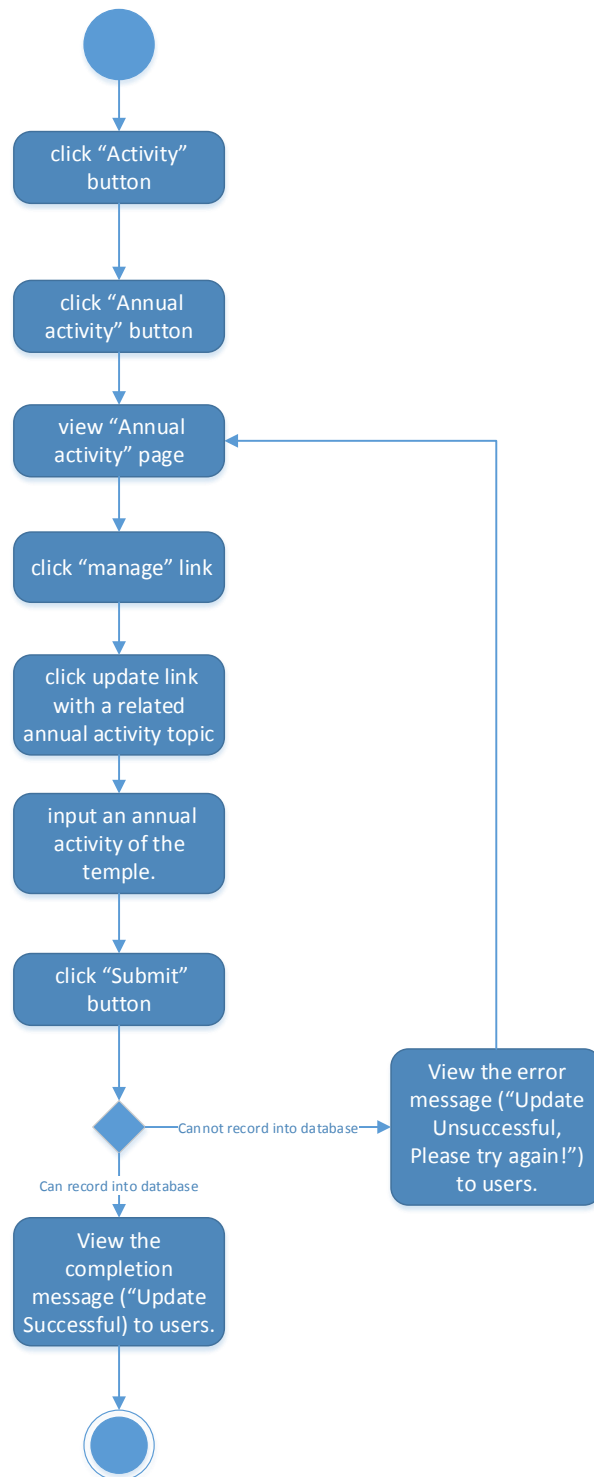 click “Activity”
button
click “Annual
activity” button
view “Annual
activity” page
click “manage” link
click update link
with a related
annual activity topic
input an annual
activity of the
temple.
click “Submit”
button
Cannot record into database
View the error
message (“Update
Unsuccessful,
Please try again!”)
to users.
Can record into database
View the
completion
message (“Update
Successful) to users.